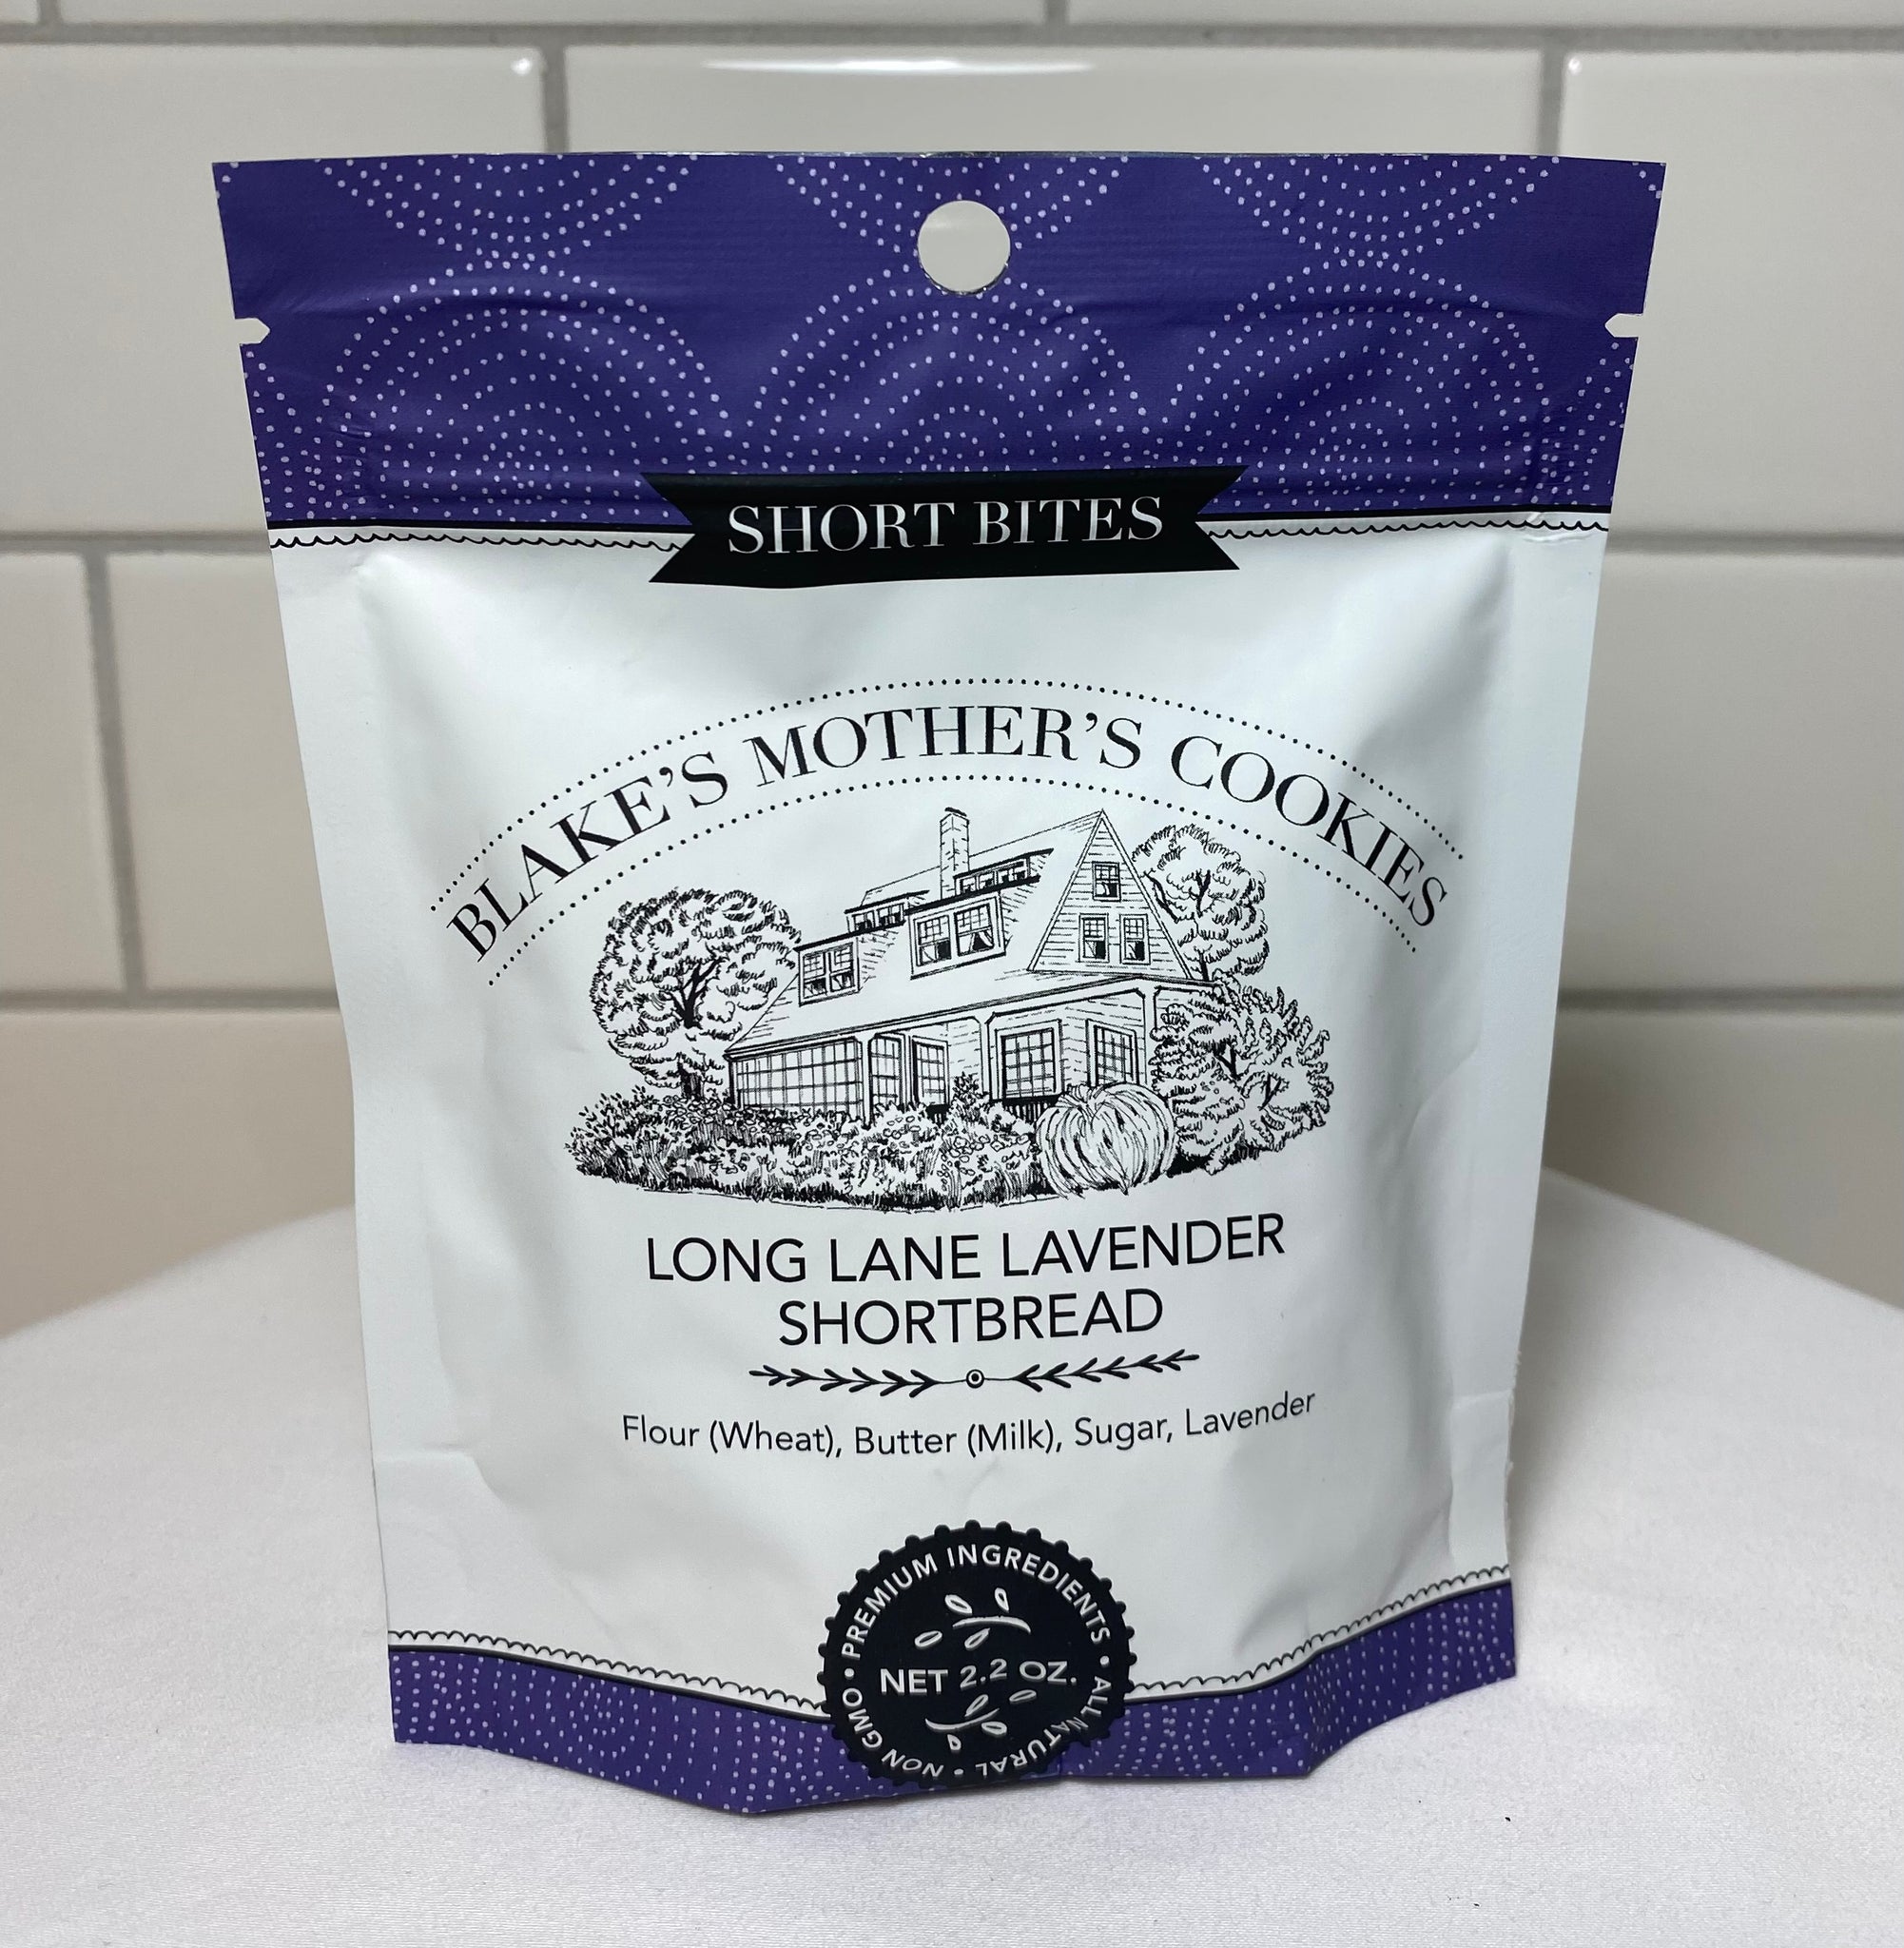 SHORT BITES
BLAKE'S MOTHER'S COOKIES
LONG LANE LAVENDER
SHORTBREAD
Flour (Wheat), Butter (Milk), Sugar, Lavender
PREMIUM INGREDIENTS • ALL NATURAL • NON GMO •
NET 2.2 OZ.